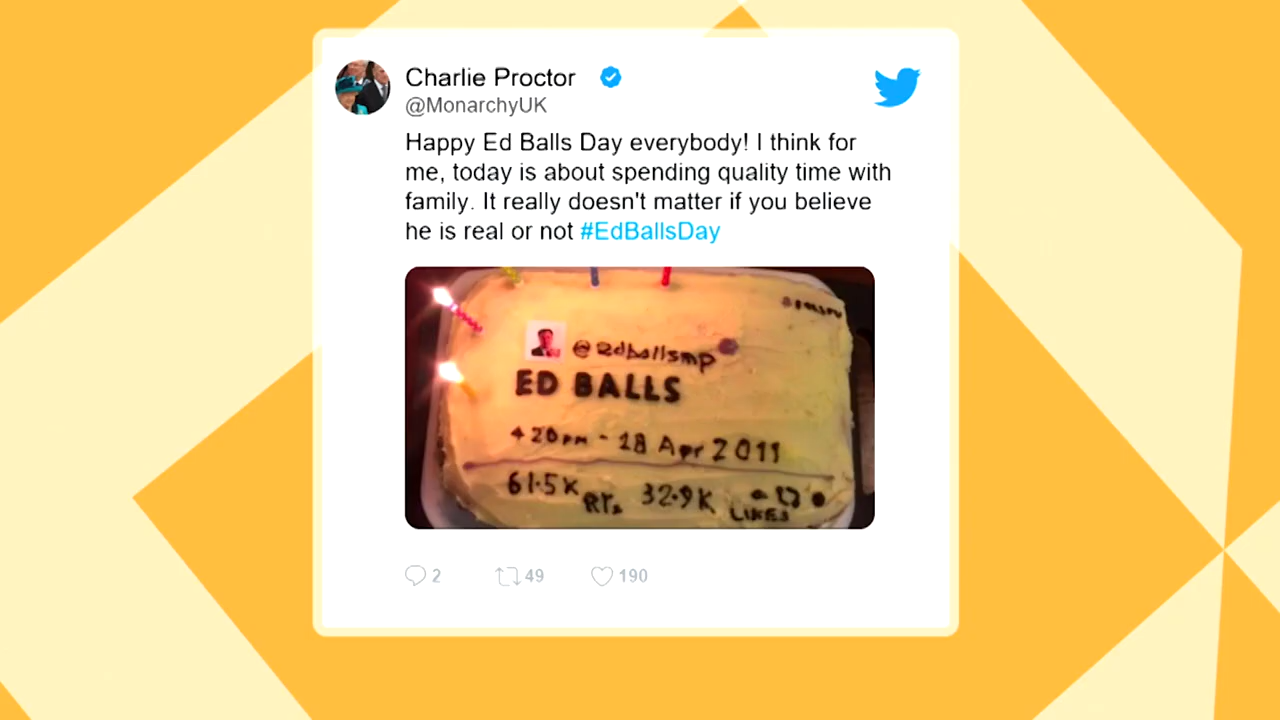 Charlie Proctor
@MonarchyUK
Happy Ed Balls Day everybody! I think for
me, today is about spending quality time with
family. It really doesn't matter if you believe
he is real or not #EdBallsDay
@edballsmp
ED BALLS
4 20pm - 18 Apr 2011
61.5K RTs 32.9K LIKES
2 49 190